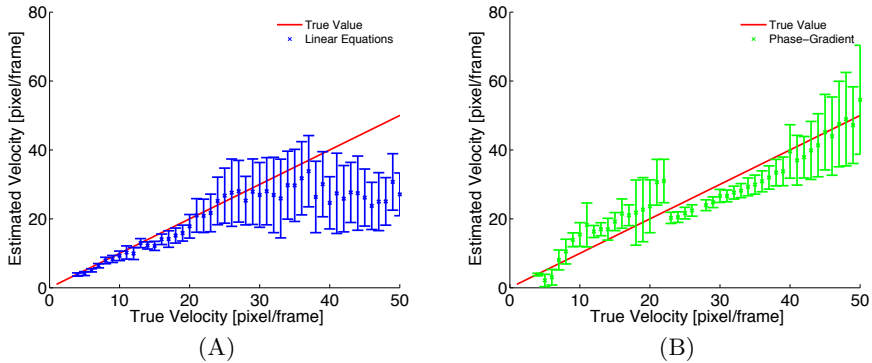 80
60
40
20
0
Estimated Velocity [pixel/frame]
True Value
Linear Equations
0 10 20 30 40 50
True Velocity [pixel/frame]
(A)
80
60
40
20
0
Estimated Velocity [pixel/frame]
True Value
Phase-Gradient
0 10 20 30 40 50
True Velocity [pixel/frame]
(B)